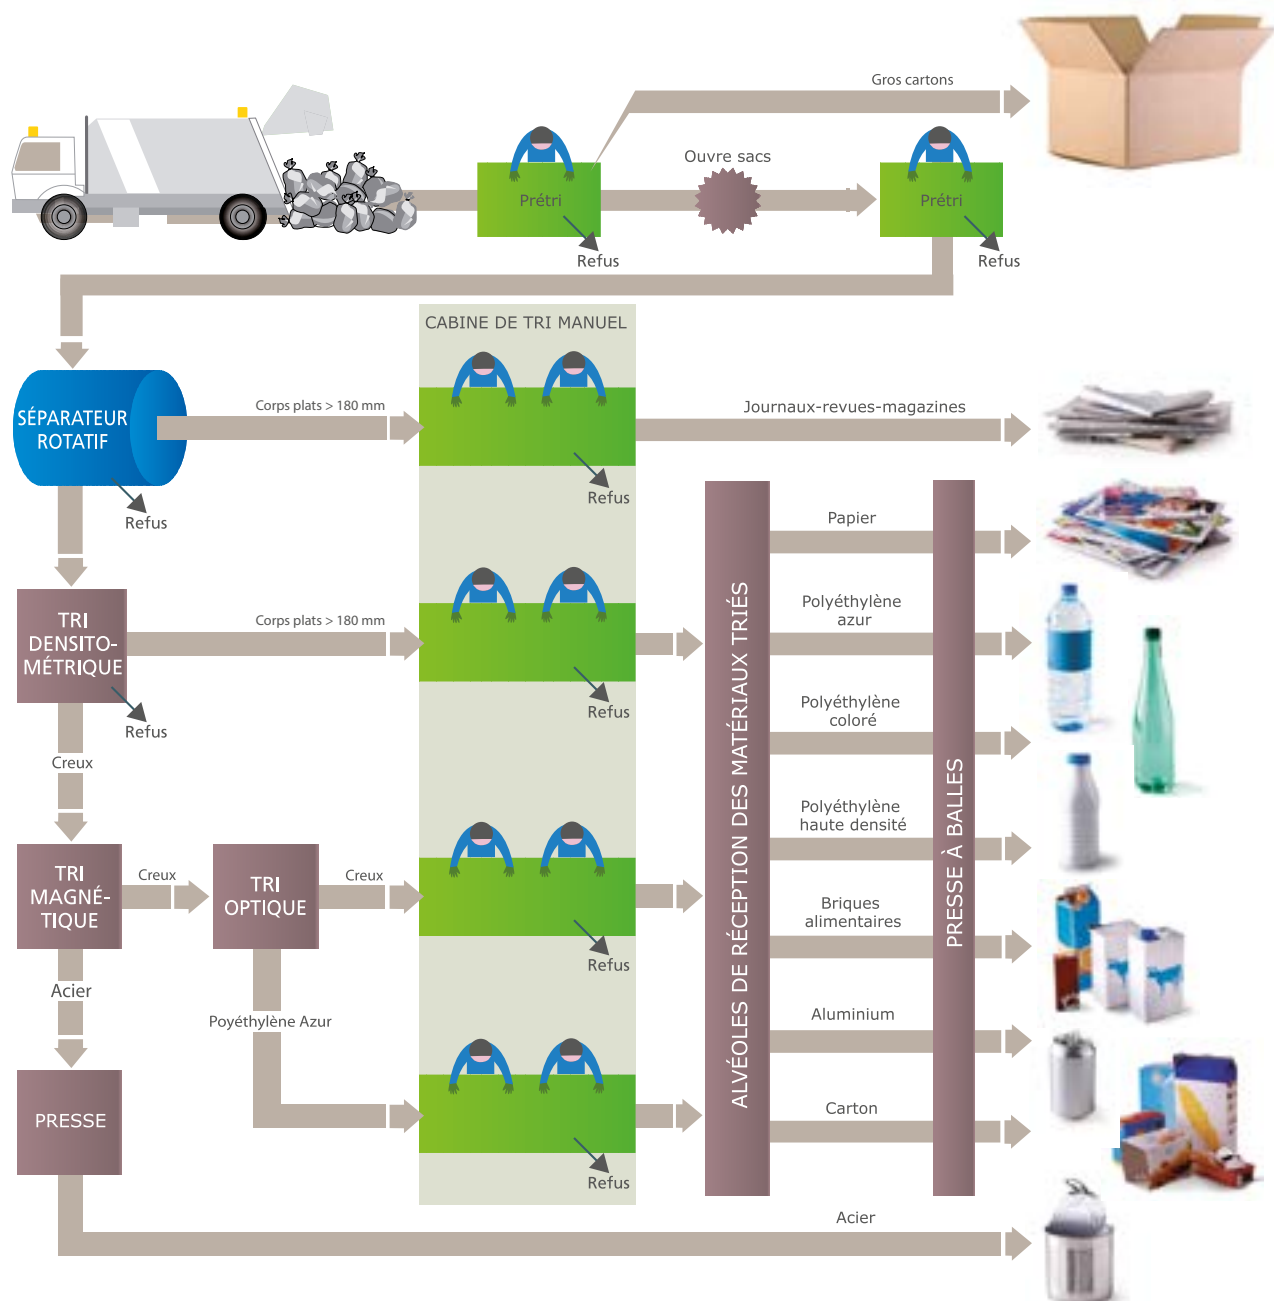 Gros cartons
Ouvre sacs
Prétri
Prétri
Refus
Refus
CABINE DE TRI MANUEL
SÉPARATEUR
ROTATIF
Corps plats > 180 mm
Journaux-revues-magazines
Refus
Refus
TRI
DENSITO-
MÉTRIQUE
Corps plats > 180 mm
Refus
Refus
Creux
TRI
MAGNÉ-
TIQUE
Creux
TRI
OPTIQUE
Creux
Refus
Acier
Poyéthylène Azur
PRESSE
Refus
ALVÉOLES DE RÉCEPTION DES MATÉRIAUX TRIÉS
Papier
Polyéthylène
azur
Polyéthylène
coloré
Polyéthylène
haute densité
Briques
alimentaires
Aluminium
Carton
PRESSE À BALLES
Acier